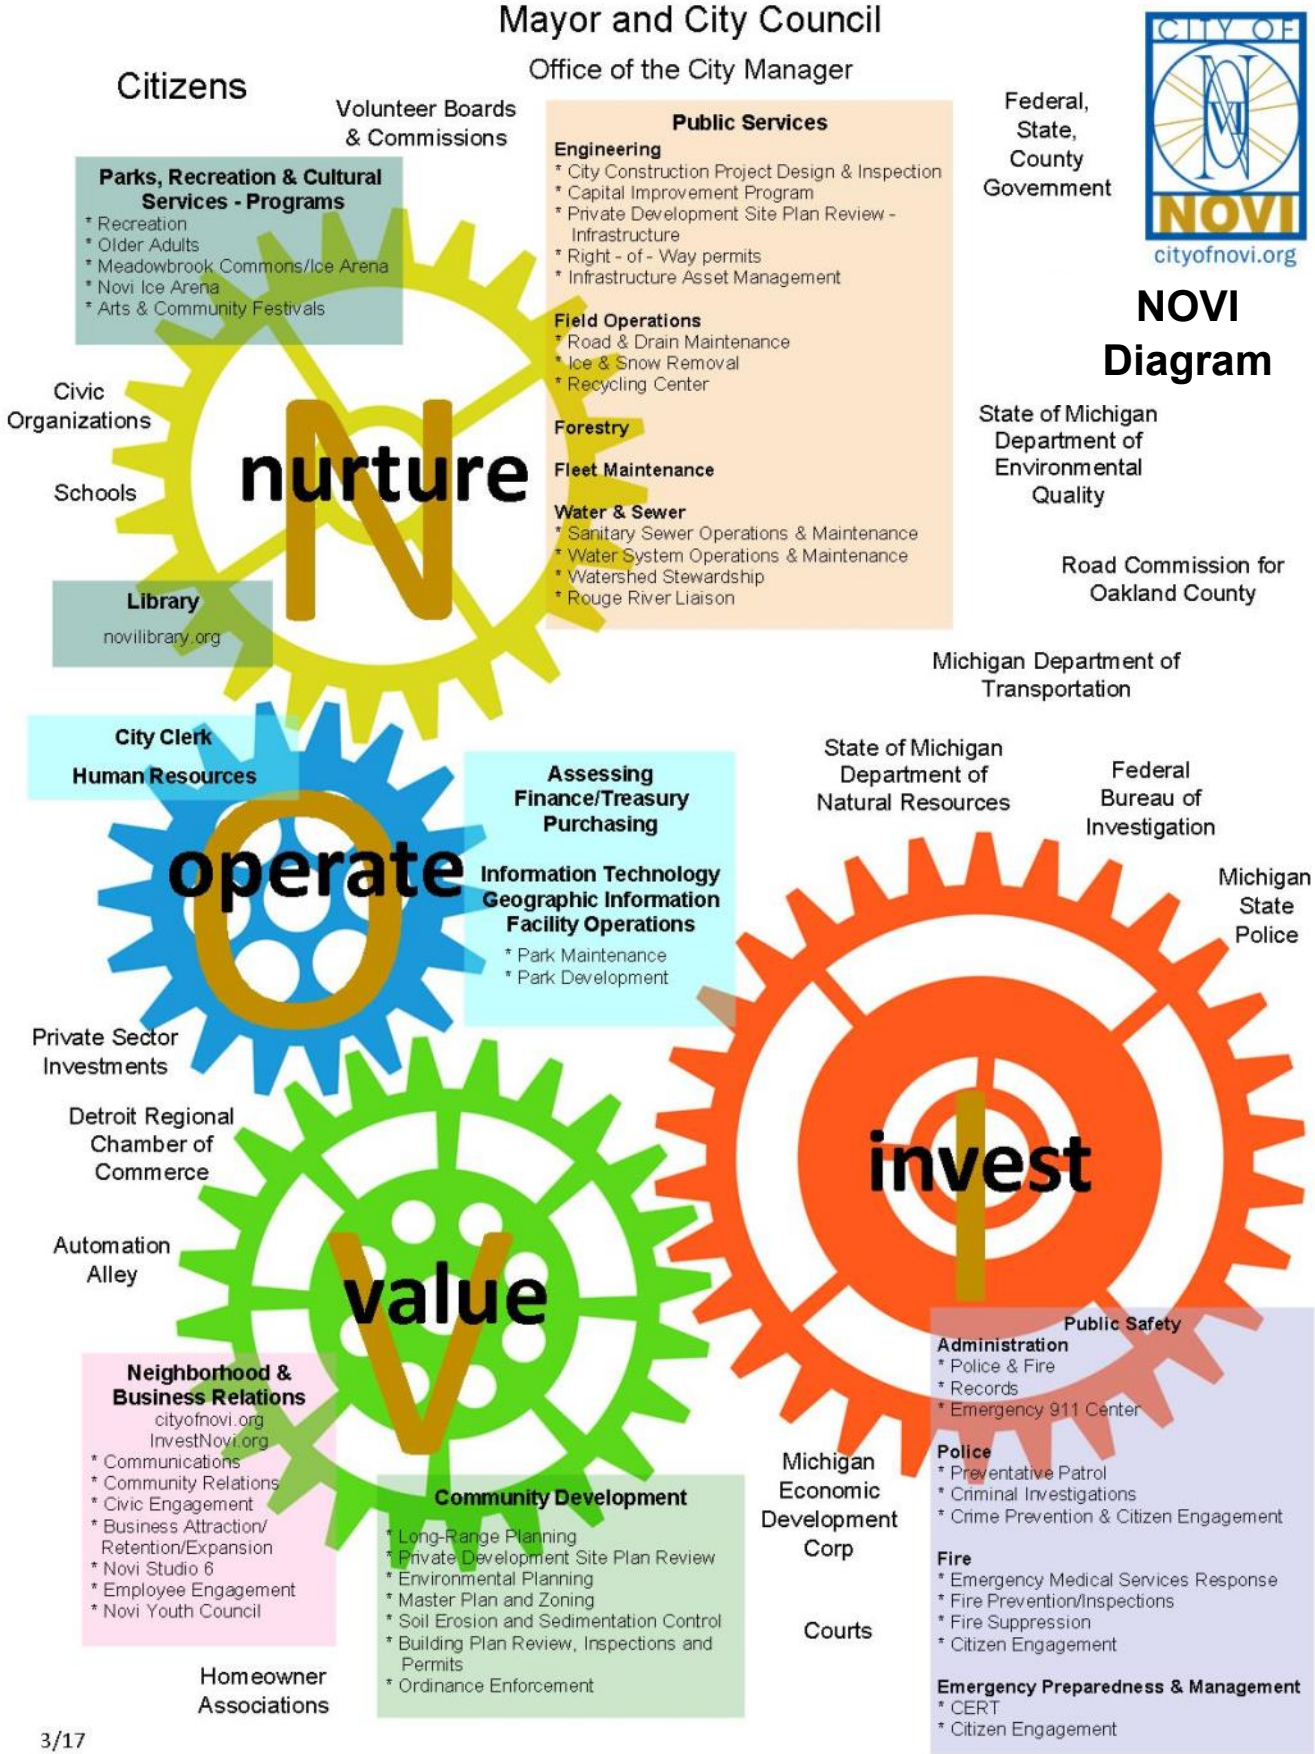 Mayor and City Council
Office of the City Manager
Citizens
Volunteer Boards
& Commissions
Federal,
State,
County
Government
CITY OF
NVI
NOVI
cityofnovi.org
NOVI
Diagram
Parks, Recreation & Cultural
Services - Programs
* Recreation
* Older Adults
* Meadowbrook Commons/Ice Arena
* Novi Ice Arena
* Arts & Community Festivals
Public Services
Engineering
* City Construction Project Design & Inspection
* Capital Improvement Program
* Private Development Site Plan Review -
Infrastructure
* Right - of - Way permits
* Infrastructure Asset Management
Field Operations
* Road & Drain Maintenance
* Ice & Snow Removal
* Recycling Center
Forestry
Fleet Maintenance
Water & Sewer
* Sanitary Sewer Operations & Maintenance
* Water System Operations & Maintenance
* Watershed Stewardship
* Rouge River Liaison
Civic
Organizations
Schools
N
nurture
Library
novilibrary.org
State of Michigan
Department of
Environmental
Quality
Road Commission for
Oakland County
Michigan Department of
Transportation
State of Michigan
Department of
Natural Resources
Federal
Bureau of
Investigation
Michigan
State
Police
City Clerk
Human Resources
O
operate
Assessing
Finance/Treasury
Purchasing
Information Technology
Geographic Information
Facility Operations
* Park Maintenance
* Park Development
Private Sector
Investments
Detroit Regional
Chamber of
Commerce
Automation
Alley
V
value
I
invest
Neighborhood &
Business Relations
cityofnovi.org
InvestNovi.org
* Communications
* Community Relations
* Civic Engagement
* Business Attraction/
Retention/Expansion
* Novi Studio 6
* Employee Engagement
* Novi Youth Council
Community Development
* Long-Range Planning
* Private Development Site Plan Review
* Environmental Planning
* Master Plan and Zoning
* Soil Erosion and Sedimentation Control
* Building Plan Review, Inspections and
Permits
* Ordinance Enforcement
Michigan
Economic
Development
Corp
Courts
Public Safety
Administration
* Police & Fire
* Records
* Emergency 911 Center
Police
* Preventative Patrol
* Criminal Investigations
* Crime Prevention & Citizen Engagement
Fire
* Emergency Medical Services Response
* Fire Prevention/Inspections
* Fire Suppression
* Citizen Engagement
Emergency Preparedness & Management
* CERT
* Citizen Engagement
Homeowner
Associations
3/17